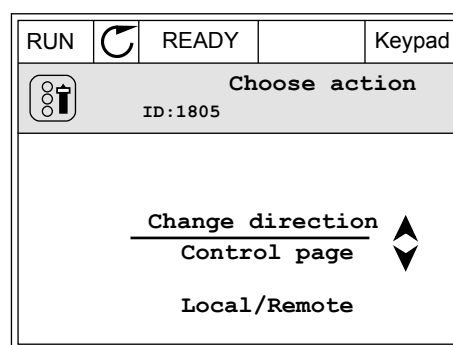 RUN READY Keypad
Choose action
ID:1805
Change direction
Control page
Local/Remote